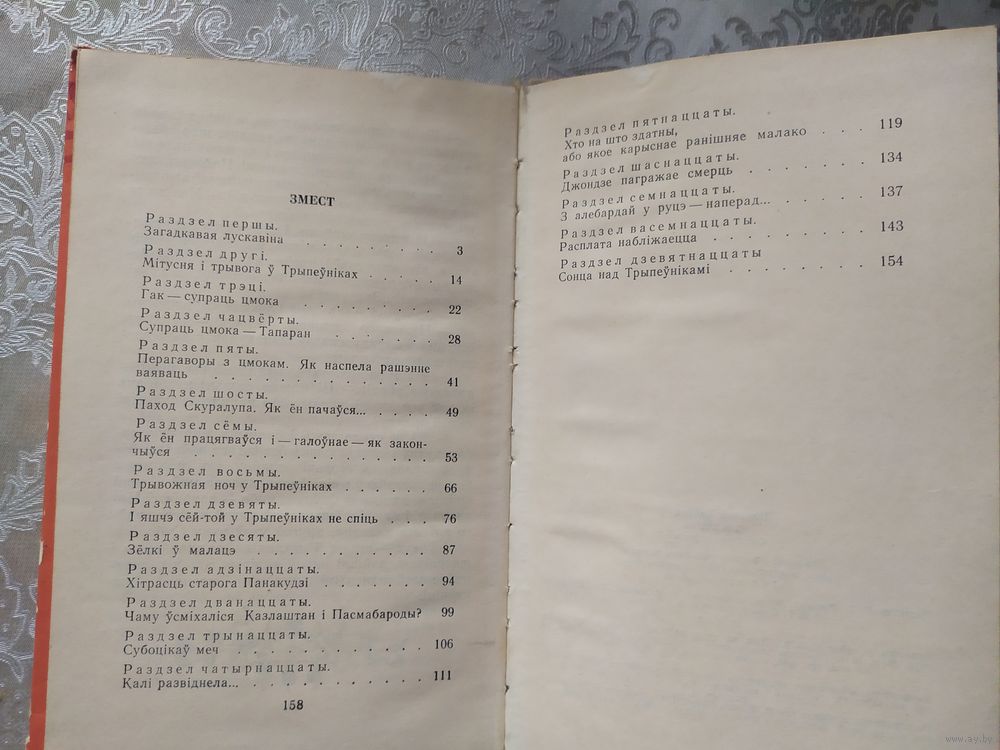 ЗМЕСТ
Раздзел першы.
Загадкавая лускавіна . . . . . . . . . 3
Раздзел другі.
Мітусня і трывога ў Трыпеўніках . . . . 14
Раздзел трэці.
Гак — супраць цмока . . . . . . . . . 22
Раздзел чацвёрты.
Супраць цмока — Тапаран . . . . . . . 28
Раздзел пяты.
Перагаворы з цмокам. Як наспела рашэнне
ваяваць . . . . . . . . . . . . . . 41
Раздзел шосты.
Паход Скуралупа. Як ён пачаўся... . . . . 49
Раздзел сёмы.
Як ён працягваўся і — галоўнае — як закон-
чыўся . . . . . . . . . . . . . . . 53
Раздзел восьмы.
Трывожная ноч у Трыпеўніках . . . . . . 66
Раздзел дзевяты.
І яшчэ сёй-той у Трыпеўніках не спіць . . . 76
Раздзел дзесяты.
Зёлкі ў малацэ . . . . . . . . . . . 87
Раздзел адзінаццаты.
Хітрасць старога Панакудзі . . . . . . . 94
Раздзел дванаццаты.
Чаму ўсміхаліся Казлаштан і Пасмабароды? 99
Раздзел трынаццаты.
Субоцікаў меч . . . . . . . . . . . . 106
Раздзел чатырнаццаты.
Калі развіднела... . . . . . . . . . . . 111
158
Раздзел пятнаццаты.
Хто на што здатны,
або якое карыснае ранішняе малако . . . 119
Раздзел шаснаццаты.
Джондзе пагражае смерць . . . . . 134
Раздзел семнаццаты.
З алебардай у руцэ — наперад... . . . . 137
Раздзел васемнаццаты.
Расплата набліжаецца . . . . . . . . . 143
Раздзел дзевятнаццаты
Сонца над Трыпеўнікамі . . . . . . . . 154
www.ay.by